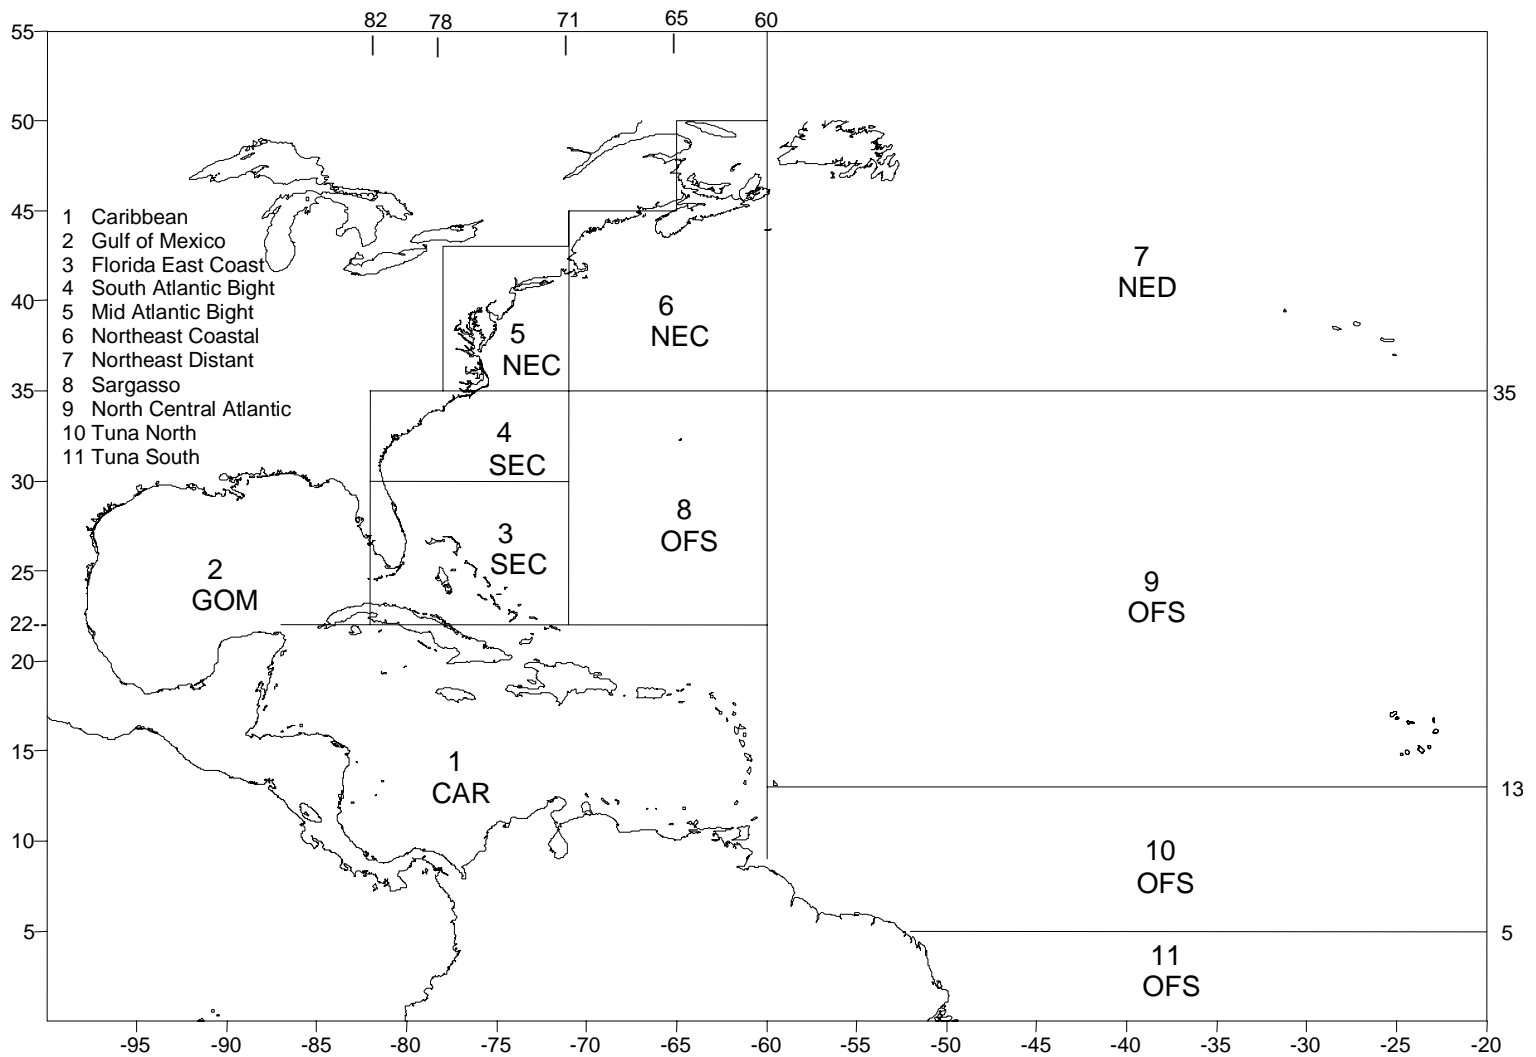 82 78 71 65 60
55
50
45
1 Caribbean
2 Gulf of Mexico
3 Florida East Coast
4 South Atlantic Bight
5 Mid Atlantic Bight
6 Northeast Coastal
7 Northeast Distant
8 Sargasso
9 North Central Atlantic
10 Tuna North
11 Tuna South
40
35
30
25
22--
20
15
10
5
7
NED
6
NEC
5
NEC
4
SEC
3
SEC
8
OFS
2
GOM
9
OFS
1
CAR
10
OFS
11
OFS
35
13
5
-95 -90 -85 -80 -75 -70 -65 -60 -55 -50 -45 -40 -35 -30 -25 -20